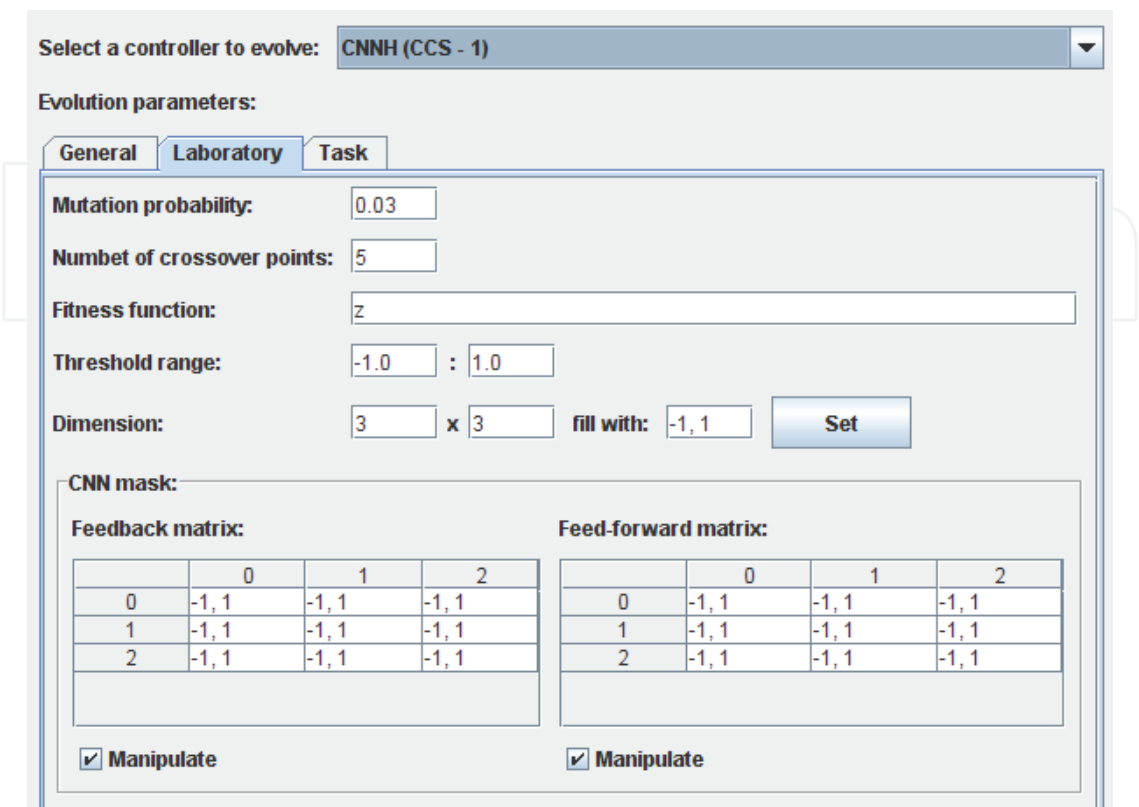 Select a controller to evolve: CNNH (CCS - 1)
Evolution parameters:
General Laboratory Task
Mutation probability: 0.03
Numbet of crossover points: 5
Fitness function: z
Threshold range: -1.0 : 1.0
Dimension: 3 x 3 fill with: -1, 1 Set
CNN mask:
Feedback matrix: Feed-forward matrix:
0 1 2 0 1 2
0 -1, 1 -1, 1 -1, 1 0 -1, 1 -1, 1 -1, 1
1 -1, 1 -1, 1 -1, 1 1 -1, 1 -1, 1 -1, 1
2 -1, 1 -1, 1 -1, 1 2 -1, 1 -1, 1 -1, 1
Manipulate Manipulate